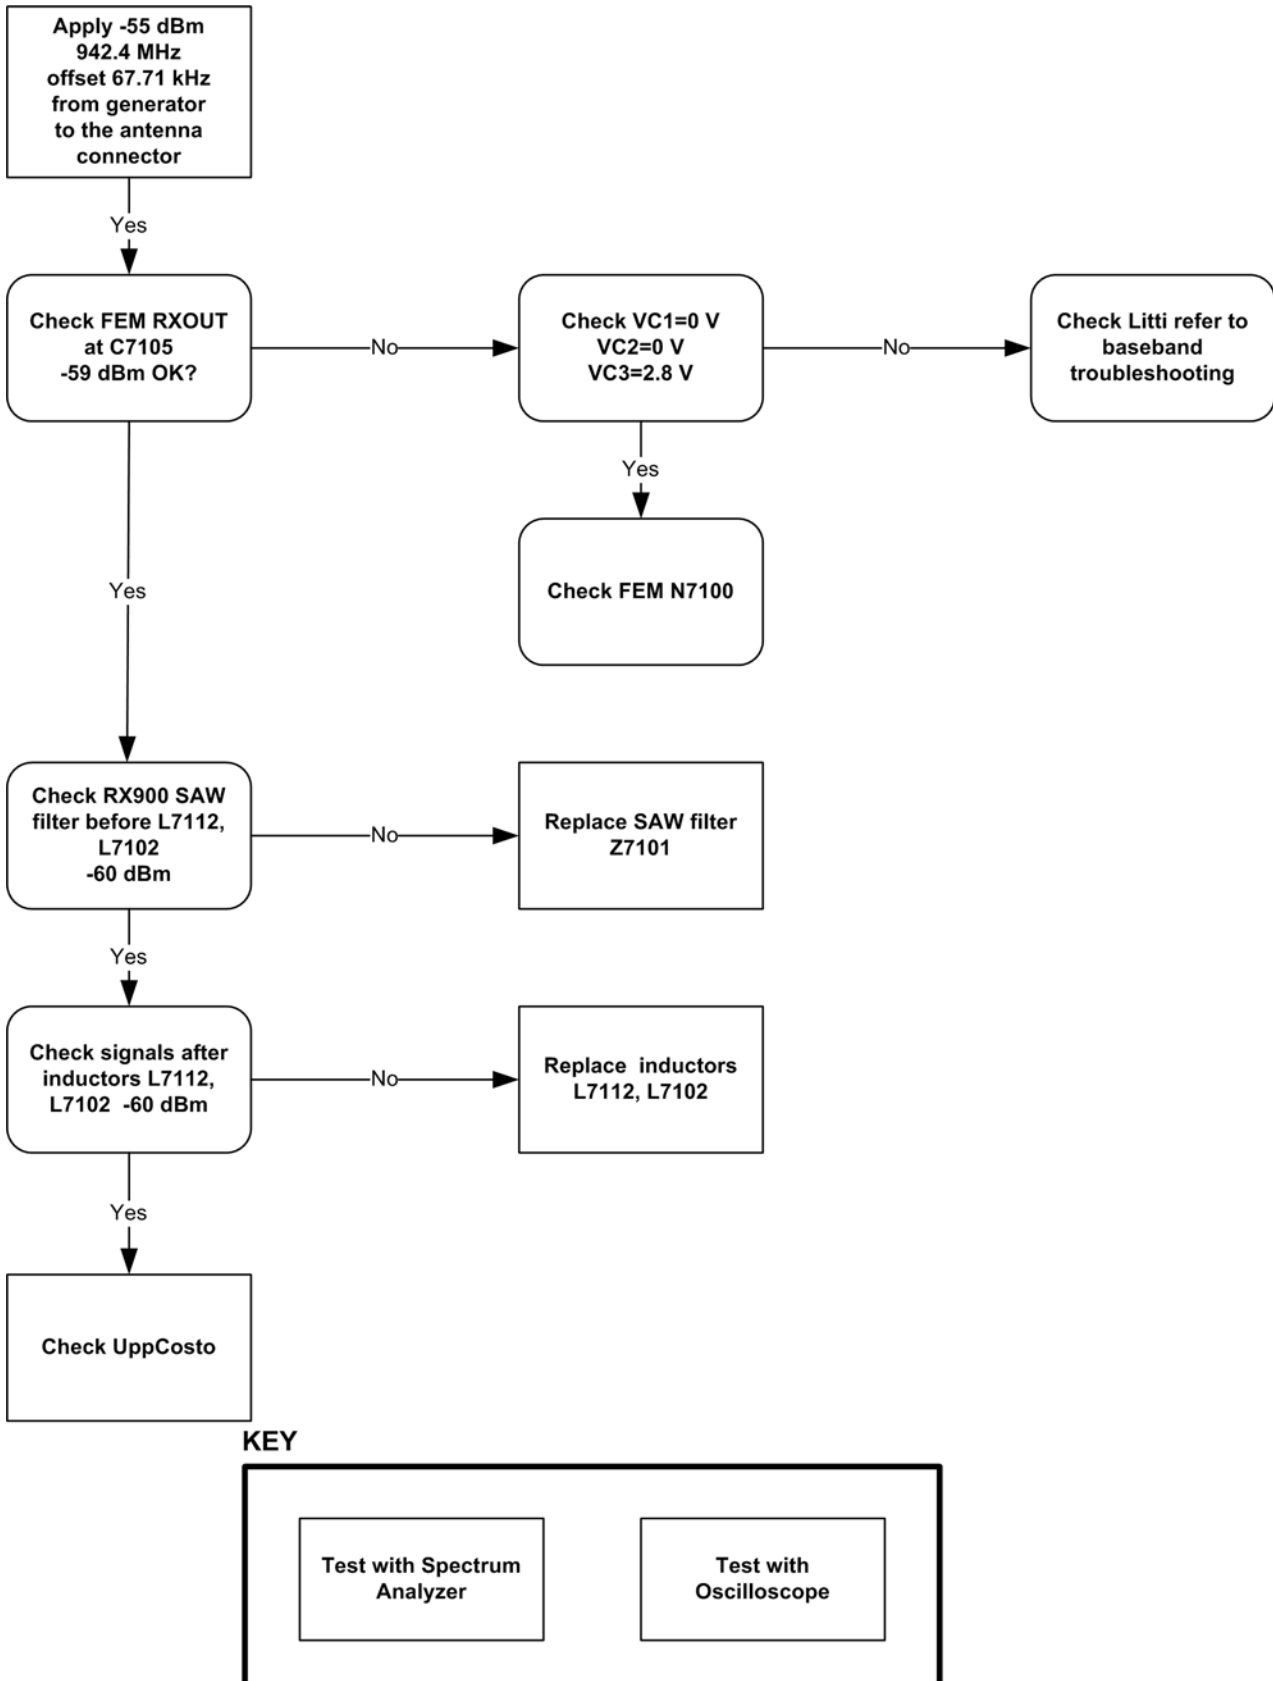 Apply -55 dBm
942.4 MHz
offset 67.71 kHz
from generator
to the antenna
connector
Yes
Check FEM RXOUT
at C7105
-59 dBm OK?
No
Check VC1=0 V
VC2=0 V
VC3=2.8 V
No
Check Litti refer to
baseband
troubleshooting
Yes
Check FEM N7100
Yes
Check RX900 SAW
filter before L7112,
L7102
-60 dBm
No
Replace SAW filter
Z7101
Yes
Check signals after
inductors L7112,
L7102 -60 dBm
No
Replace inductors
L7112, L7102
Yes
Check UppCosto
KEY
Test with Spectrum
Analyzer
Test with
Oscilloscope